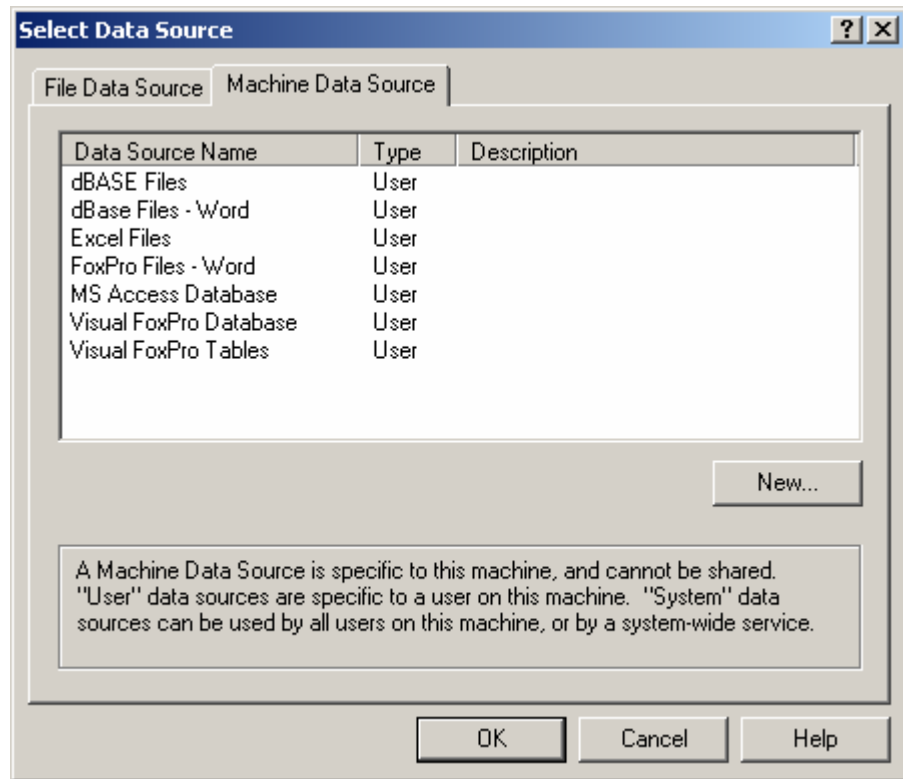 Select Data Source
File Data Source Machine Data Source
Data Source Name Type Description
dBASE Files User
dBase Files - Word User
Excel Files User
FoxPro Files - Word User
MS Access Database User
Visual FoxPro Database User
Visual FoxPro Tables User
New...
A Machine Data Source is specific to this machine, and cannot be shared.
"User" data sources are specific to a user on this machine. "System" data
sources can be used by all users on this machine, or by a system-wide service.
OK Cancel Help